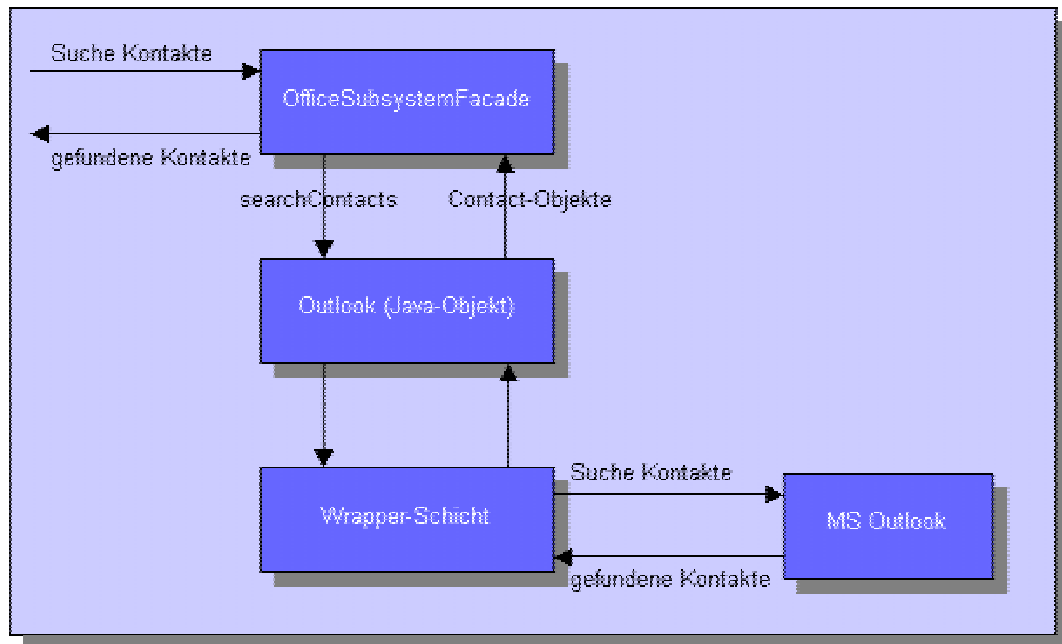 Suche Kontakte
OfficeSubsystemFacade
gefundene Kontakte
searchContacts
Contact-Objekte
Outlook (Java-Objekt)
Suche Kontakte
Wrapper-Schicht
MS Outlook
gefundene Kontakte